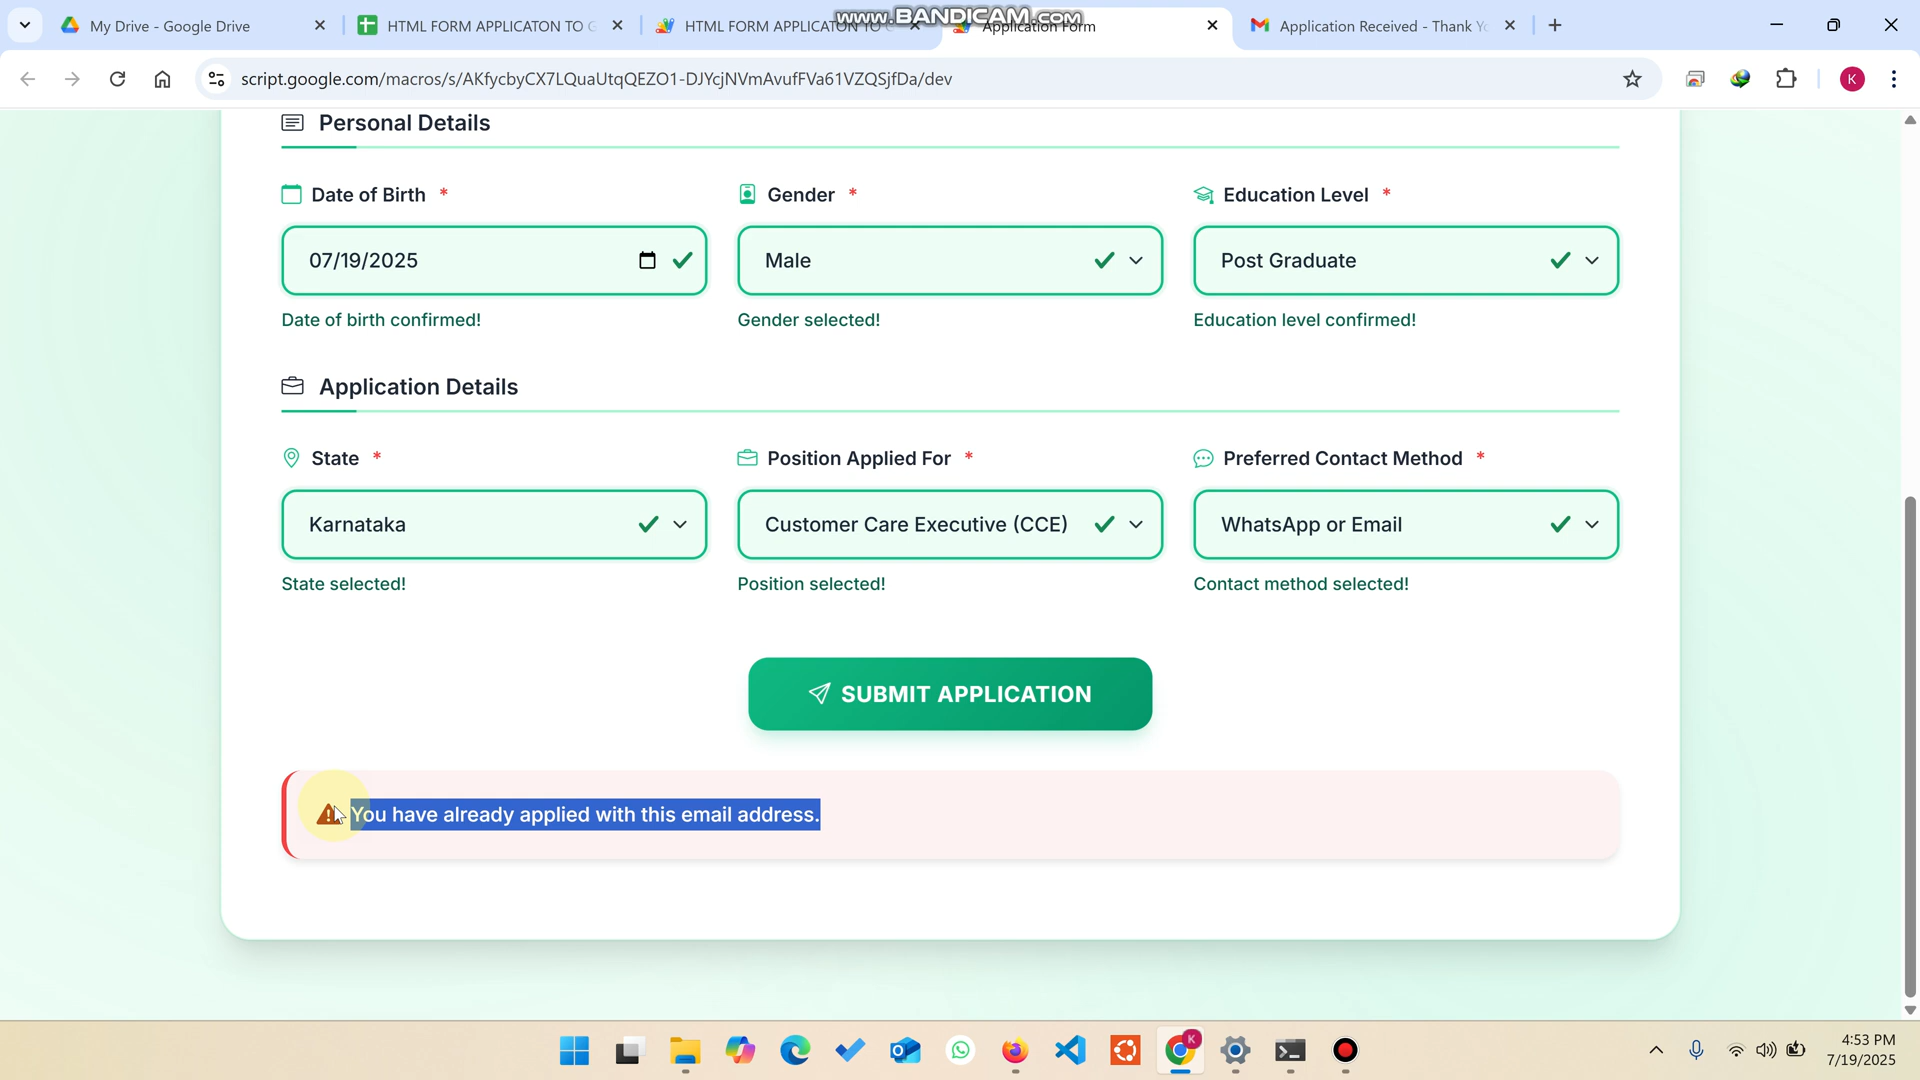 My Drive - Google Drive
HTML FORM APPLICATON TO G
HTML FORM APPLICATON TO G
Application Form
Application Received - Thank Yo
www.BANDICAM.com
script.google.com/macros/s/AKfycbyCX7LQuaUtqQEZO1-DJYcjNVmAvufFVa61VZQSjfDa/dev
K
Personal Details
Date of Birth *
Gender *
Education Level *
07/19/2025
Male
Post Graduate
Date of birth confirmed!
Gender selected!
Education level confirmed!
Application Details
State *
Position Applied For *
Preferred Contact Method *
Karnataka
Customer Care Executive (CCE)
WhatsApp or Email
State selected!
Position selected!
Contact method selected!
SUBMIT APPLICATION
You have already applied with this email address.
K
4:53 PM
7/19/2025